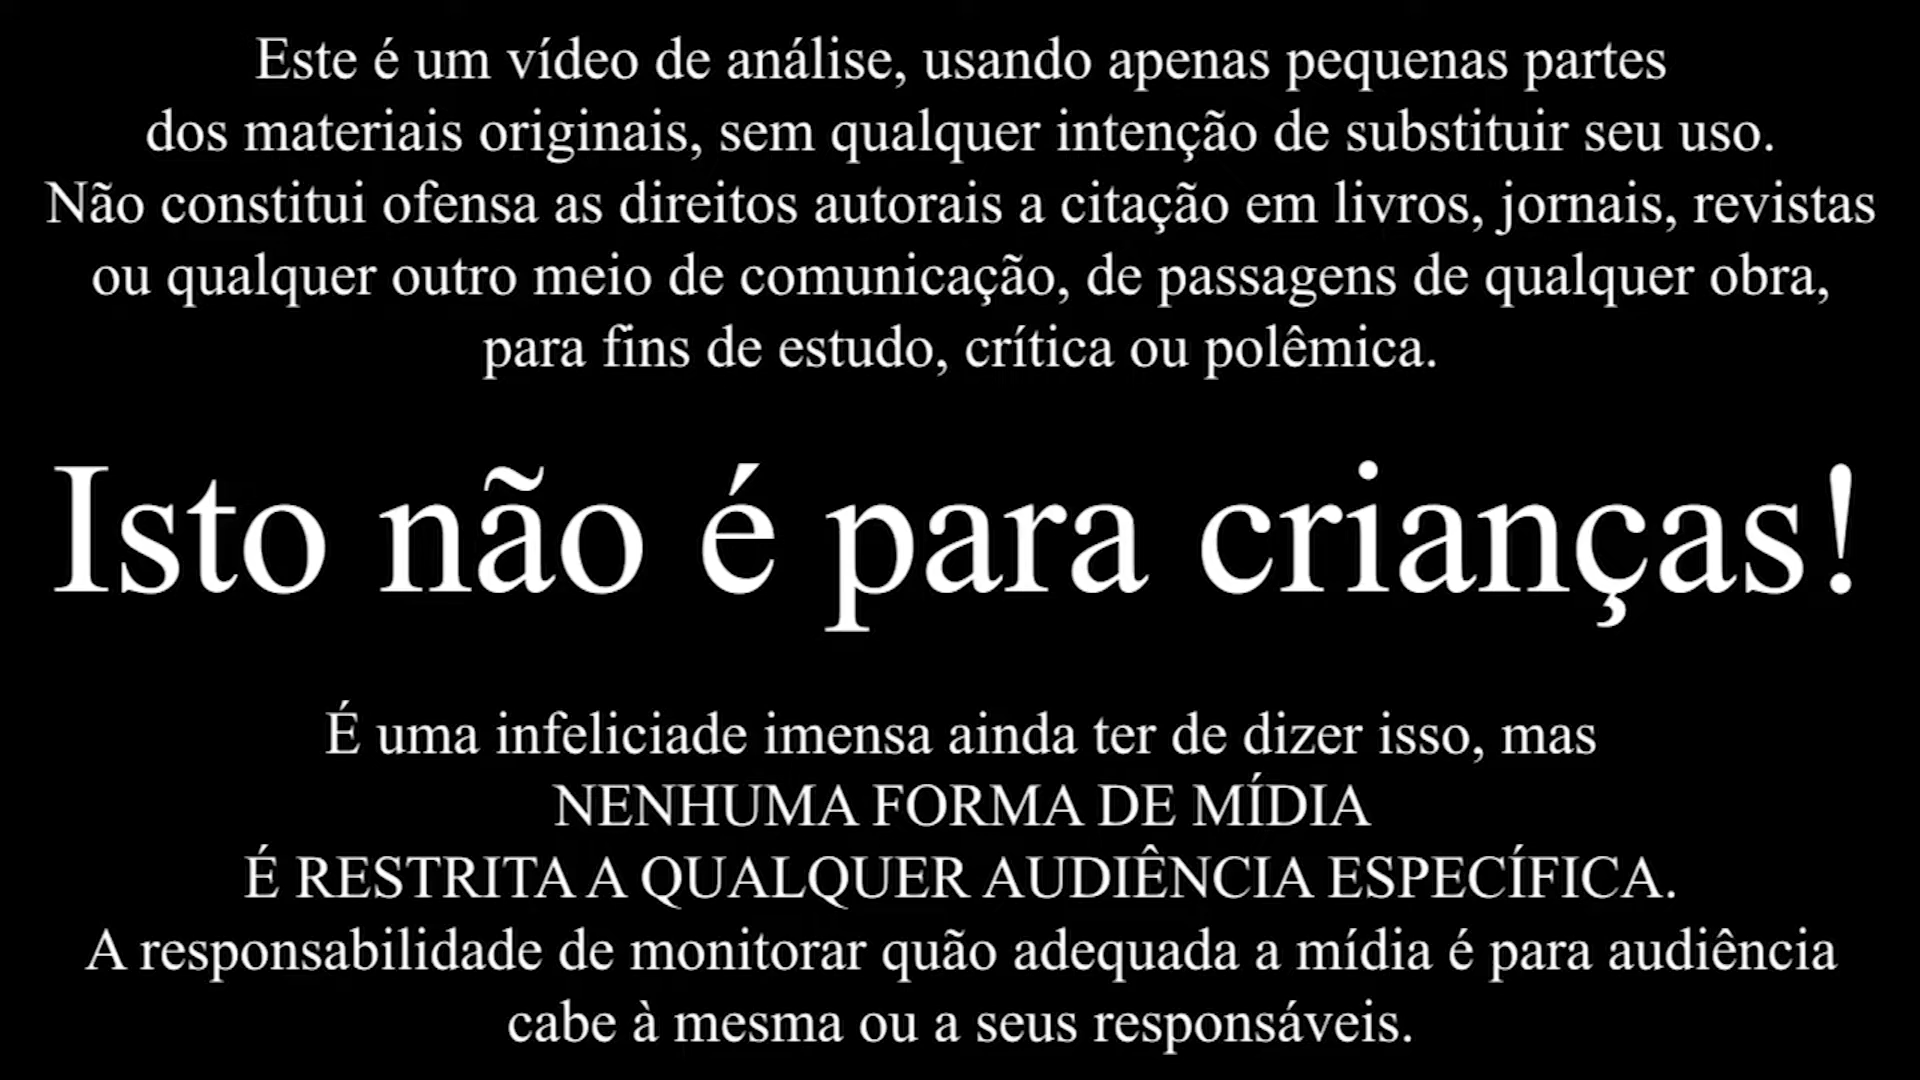 Este é um vídeo de análise, usando apenas pequenas partes
dos materiais originais, sem qualquer intenção de substituir seu uso.
Não constitui ofensa as direitos autorais a citação em livros, jornais, revistas
ou qualquer outro meio de comunicação, de passagens de qualquer obra,
para fins de estudo, crítica ou polêmica.
Isto não é para crianças!
É uma infeliciade imensa ainda ter de dizer isso, mas
NENHUMA FORMA DE MÍDIA
É RESTRITA A QUALQUER AUDIÊNCIA ESPECÍFICA.
A responsabilidade de monitorar quão adequada a mídia é para audiência
cabe à mesma ou a seus responsáveis.